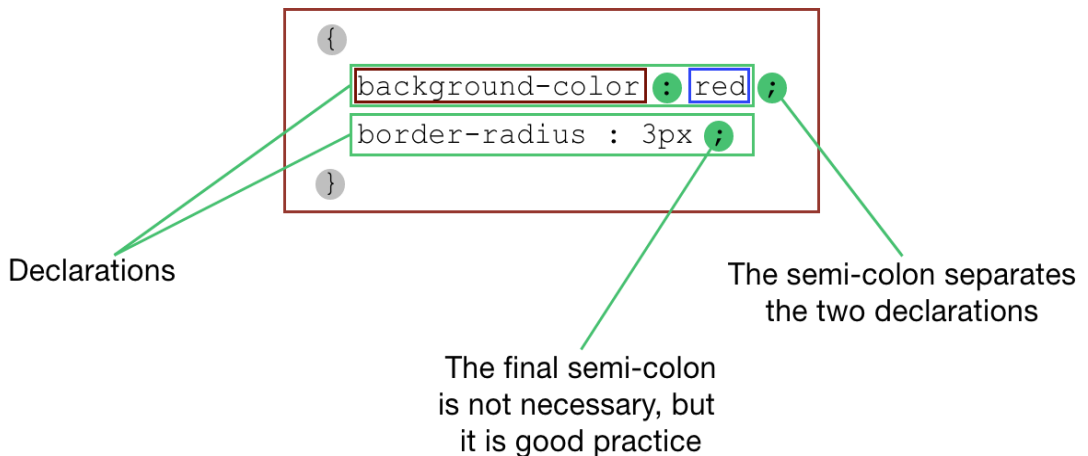 {
background-color : red ;
border-radius : 3px ;
}
Declarations
The semi-colon separates
the two declarations
The final semi-colon
is not necessary, but
it is good practice